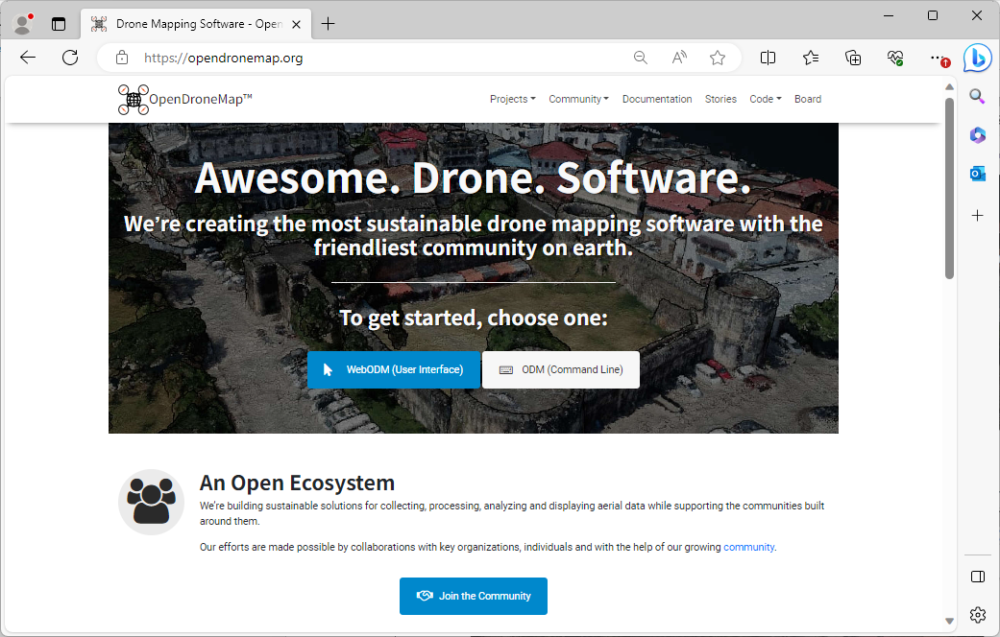 Drone Mapping Software - Open
https://opendronemap.org
OpenDroneMap™
Projects Community Documentation Stories Code Board
Awesome. Drone. Software.
We're creating the most sustainable drone mapping software with the
friendliest community on earth.
To get started, choose one:
WebODM (User Interface) ODM (Command Line)
An Open Ecosystem
We're building sustainable solutions for collecting, processing, analyzing and displaying aerial data while supporting the communities built
around them.
Our efforts are made possible by collaborations with key organizations, individuals and with the help of our growing community.
Join the Community